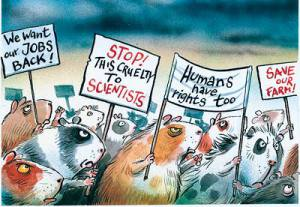 We Want
our JOBS
BACK!
STOP!
THIS CRUELTY
TO
SCIENTISTS
Humans
have
rights too
SAVE
OUR
FARM!